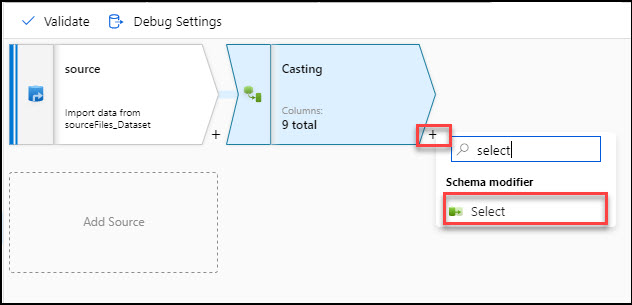 Validate
Debug Settings
source
Import data from
sourceFiles_Dataset
+
Casting
Columns:
9 total
+
select
Schema modifier
Select
Add Source